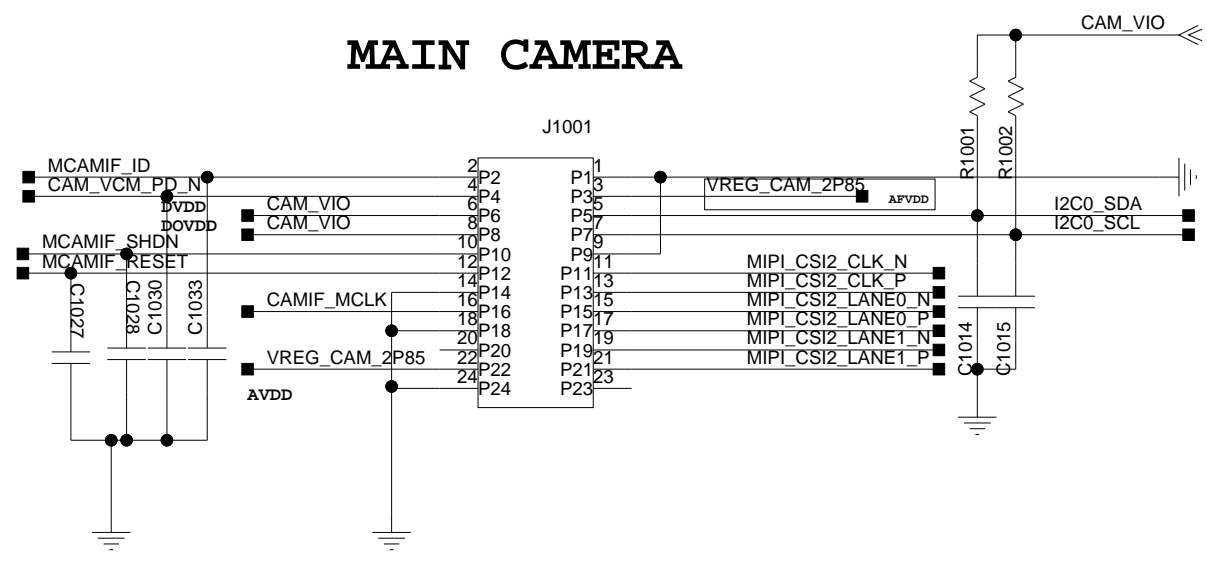 CAM_VIO
MAIN CAMERA
J1001
R1001
R1002
MCAMIF_ID 2 P2 P1 1
CAM_VCM_PD_N 4 P4 P3 3 VREG_CAM_2P85 AFVDD
DVDD CAM_VIO 6 P6 P5 5 I2C0_SDA
DOVDD CAM_VIO 8 P8 P7 7 I2C0_SCL
MCAMIF_SHDN 10 P10 P9 9
MCAMIF_RESET 12 P12 P11 11 MIPI_CSI2_CLK_N
14 P14 P13 13 MIPI_CSI2_CLK_P
CAMIF_MCLK 16 P16 P15 15 MIPI_CSI2_LANE0_N
18 P18 P17 17 MIPI_CSI2_LANE0_P
20 P20 P19 19 MIPI_CSI2_LANE1_N
VREG_CAM_2P85 22 P22 P21 21 MIPI_CSI2_LANE1_P
AVDD 24 P24 P23 23
C1027
C1028
C1030
C1033
C1014
C1015